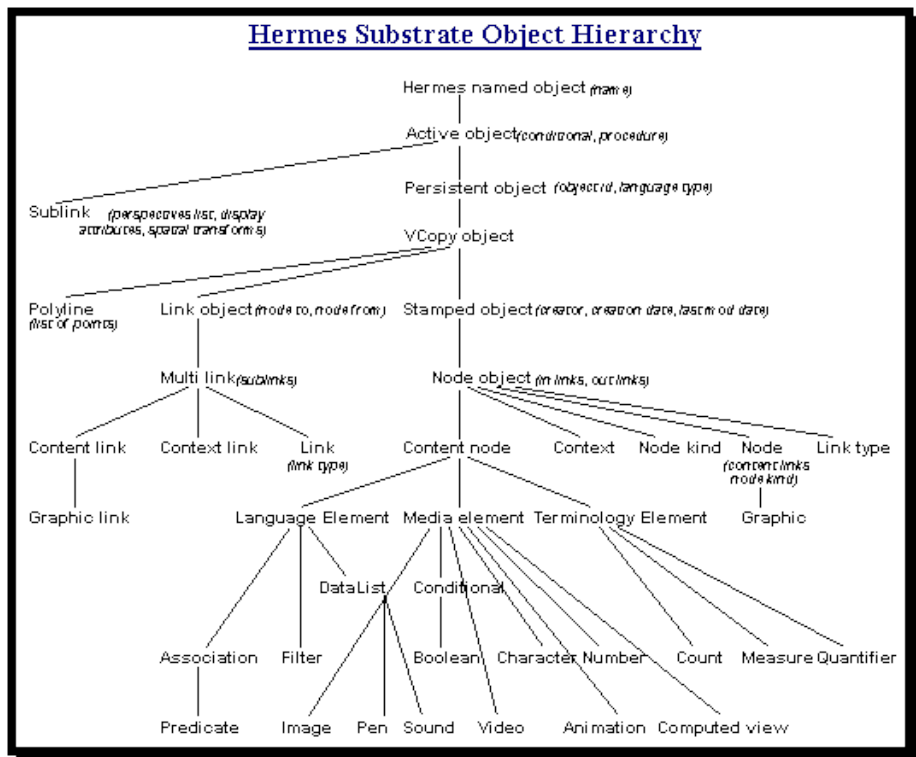 Hermes Substrate Object Hierarchy
Hermes named object (name)
Active object (conditional, procedure)
Persistent object (object id, language type)
Sublink (perspectives list, display
attributes, spatial transforms)
VCopy object
Polyline Link object (node to, node from) Stamped object (creator, creation date, last mod date)
(list of points)
Multi link (sublinks) Node object (in links, out links)
Content link Context link Link Content node Context Node kind Node Link type
(link type) (content links
node kind)
Graphic link Language Element Media element Terminology Element Graphic
Data List Conditional
Association Filter Boolean Character Number Count Measure Quantifier
Predicate Image Pen Sound Video Animation Computed view